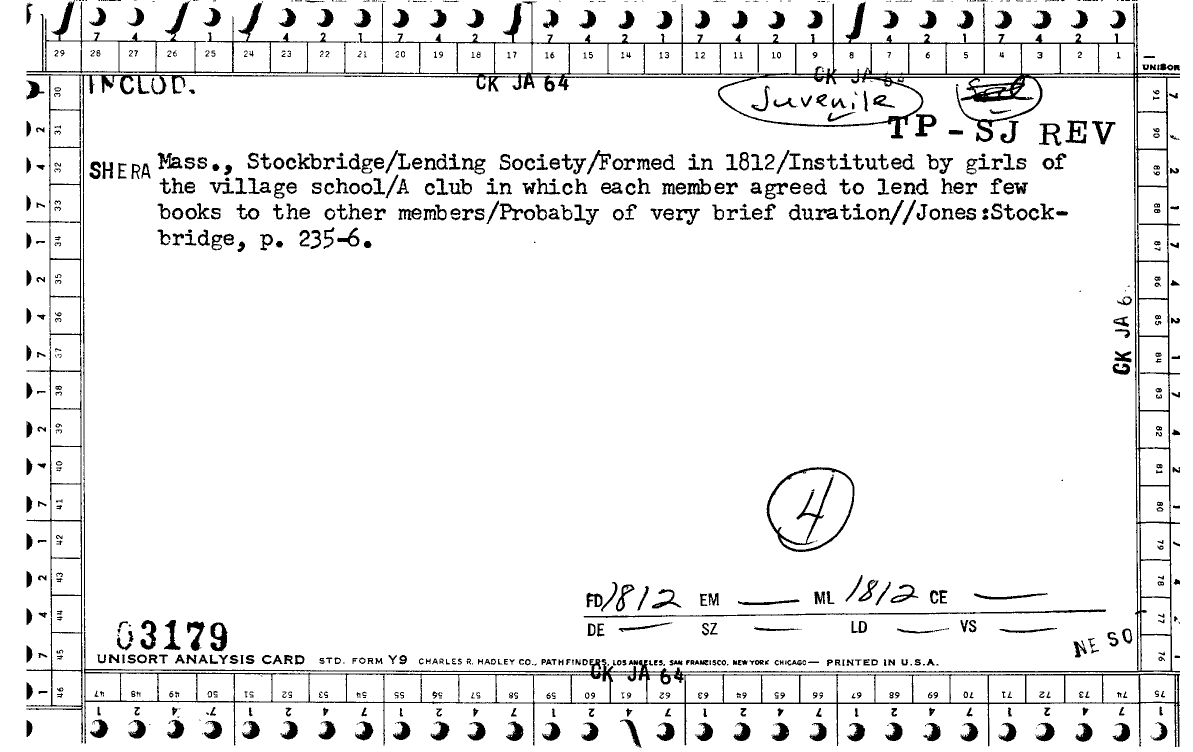 7 4 2 1 7 4 2 1 7 4 2 1 7 4 2 1 7 4 2 1 7 4 2 1 7 4 2 1
29 28 27 26 25 24 23 22 21 20 19 18 17 16 15 14 13 12 11 10 9 8 7 6 5 4 3 2 1
UNISOR
INCLUD.
CK JA 64
CK JA 64
Juvenile
TP-SJ REV
SHERA
Mass., Stockbridge/Lending Society/Formed in 1812/Instituted by girls of
the village school/A club in which each member agreed to lend her few
books to the other members/Probably of very brief duration//Jones:Stock-
bridge, p. 235-6.
CK JA 6
4
FD 1812 EM — ML 1812 CE —
DE — SZ — LD — VS —
03179
NE SO
UNISORT ANALYSIS CARD STD. FORM Y9 CHARLES R. HADLEY CO., PATHFINDERS, LOS ANGELES, SAN FRANCISCO, NEW YORK CHICAGO — PRINTED IN U.S.A.
CK JA 64
30 31 32 33 34 35 36 37 38 39 40 41 42 43 44 45 46
91 90 89 88 87 86 85 84 83 82 81 80 79 78 77 76 75
47 48 49 50 51 52 53 54 55 56 57 58 59 60 61 62 63 64 65 66 67 68 69 70 71 72 73 74
1 2 4 7 1 2 4 7 1 2 4 7 1 2 4 7 1 2 4 7 1 2 4 7 1 2 4 7 1